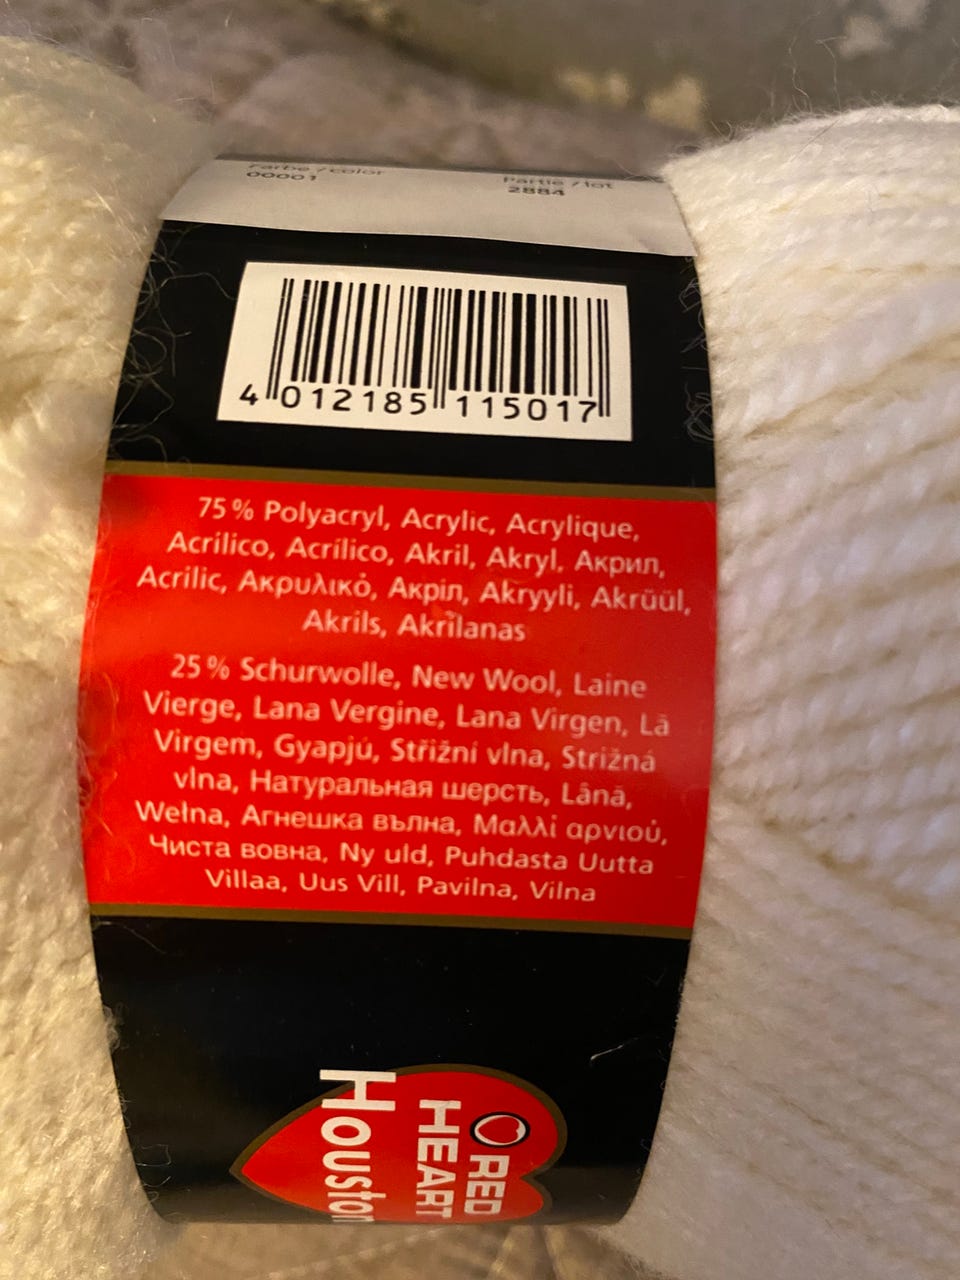 Farbe / color
00001
Partie / lot
2884
4 012185 115017
75% Polyacryl, Acrylic, Acrylique,
Acrílico, Acrílico, Akril, Akryl, Акрил,
Acrilic, Ακρυλικό, Акріл, Akryyli, Akrüül,
Akrils, Akrilanas
25% Schurwolle, New Wool, Laine
Vierge, Lana Vergine, Lana Virgen, Lã
Virgem, Gyapjú, Střižní vlna, Strižná
vlna, Натуральная шерсть, Lână,
Wełna, Агнешка вълна, Μαλλί αρνιού,
Чиста вовна, Ny uld, Puhdasta Uutta
Villaa, Uus Vill, Pavilna, Vilna
RED
HEART
Houston